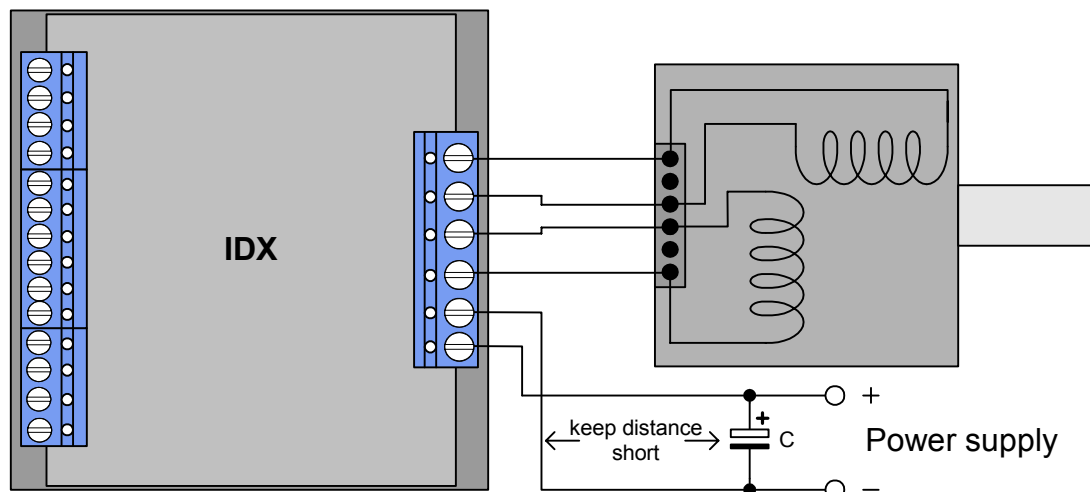 IDX
+
keep distance
short
+
C
Power supply
−